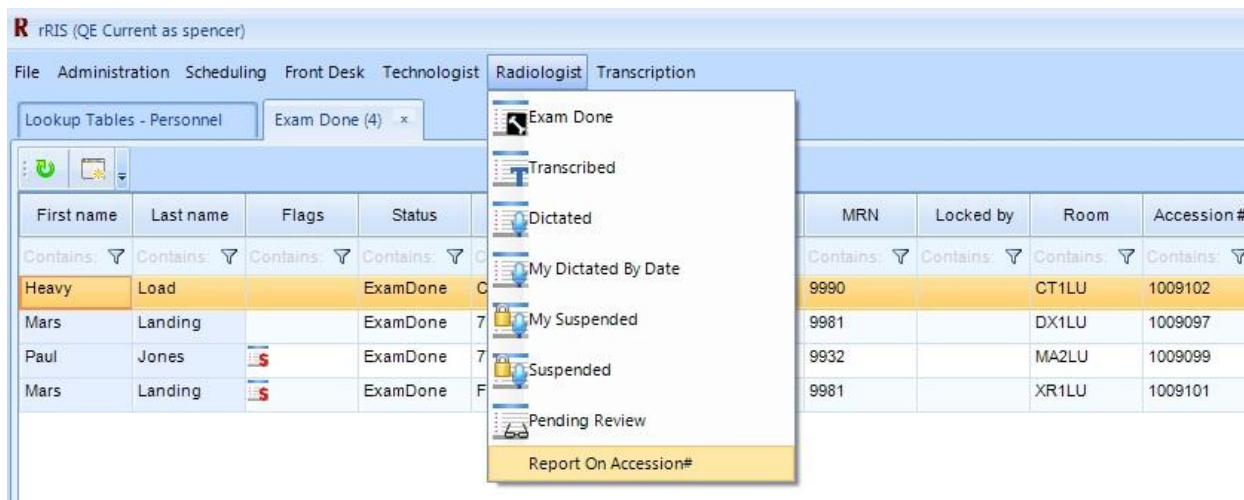 R rRIS (QE Current as spencer)
File Administration Scheduling Front Desk Technologist Radiologist Transcription
Lookup Tables - Personnel Exam Done (4) x
Exam Done
Transcribed
Dictated
My Dictated By Date
My Suspended
Suspended
Pending Review
Report On Accession#
First name Last name Flags Status MRN Locked by Room Accession #
Contains: Contains: Contains: Contains: Contains: Contains: Contains: Contains:
Heavy Load ExamDone C 9990 CT1LU 1009102
Mars Landing ExamDone 7 9981 DX1LU 1009097
Paul Jones S ExamDone 7 9932 MA2LU 1009099
Mars Landing S ExamDone F 9981 XR1LU 1009101